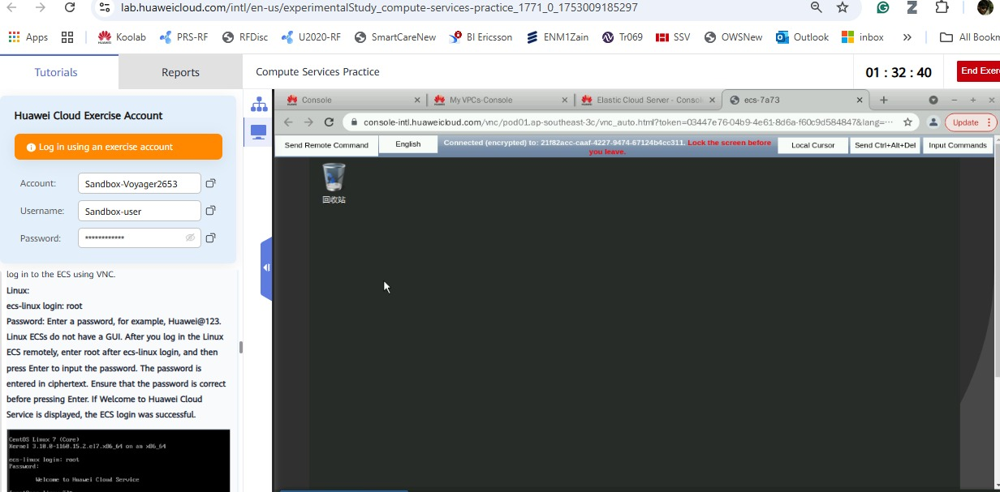 lab.huaweicloud.com/intl/en-us/experimentalStudy_compute-services-practice_1771_0_1753009185297
Apps
Koolab
PRS-RF
RFDisc
U2020-RF
SmartCareNew
BI Ericsson
ENM1Zain
Tr069
SSV
OWSNew
Outlook
inbox
All Bookm
Tutorials
Reports
Compute Services Practice
01 : 32 : 40
End Exer
Huawei Cloud Exercise Account
Log in using an exercise account
Account:
Sandbox-Voyager2653
Username:
Sandbox-user
Password:
************
log in to the ECS using VNC.
Linux:
ecs-linux login: root
Password: Enter a password, for example, Huawei@123.
Linux ECSs do not have a GUI. After you log in the Linux
ECS remotely, enter root after ecs-linux login, and then
press Enter to input the password. The password is
entered in ciphertext. Ensure that the password is correct
before pressing Enter. If Welcome to Huawei Cloud
Service is displayed, the ECS login was successful.
CentOS Linux 7 (Core)
Kernel 3.10.0-1160.15.2.el7.x86_64 on an x86_64
ecs-linux login: root
Password:
Welcome to Huawei Cloud Service
Console
My VPCs-Console
Elastic Cloud Server - Consol
ecs-7a73
console-intl.huaweicloud.com/vnc/pod01.ap-southeast-3c/vnc_auto.html?token=03447e76-04b9-4e61-8d6a-f60c9d584847&lang=···
Update
Send Remote Command
English
Connected (encrypted) to: 21f82acc-caaf-4227-9474-67124b4cc311. Lock the screen before
you leave.
Local Cursor
Send Ctrl+Alt+Del
Input Commands
回收站